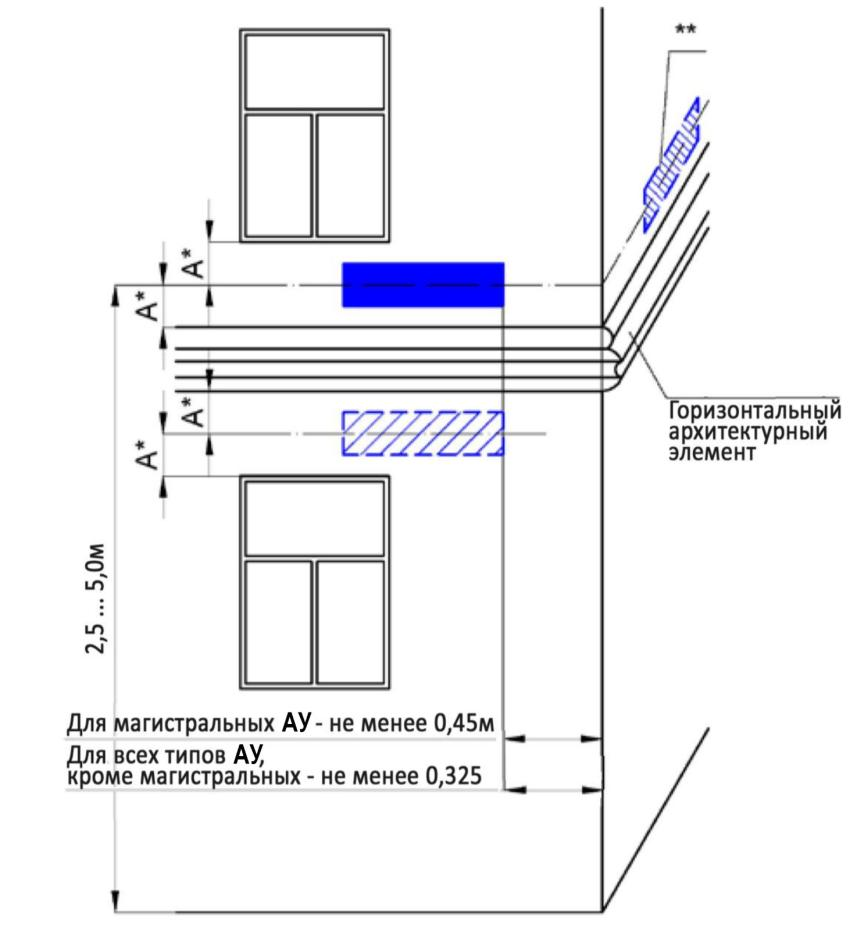 **
А*
А*
Горизонтальный
архитектурный
элемент
А*
А*
2,5 ... 5,0м
Для магистральных АУ - не менее 0,45м
Для всех типов АУ,
кроме магистральных - не менее 0,325